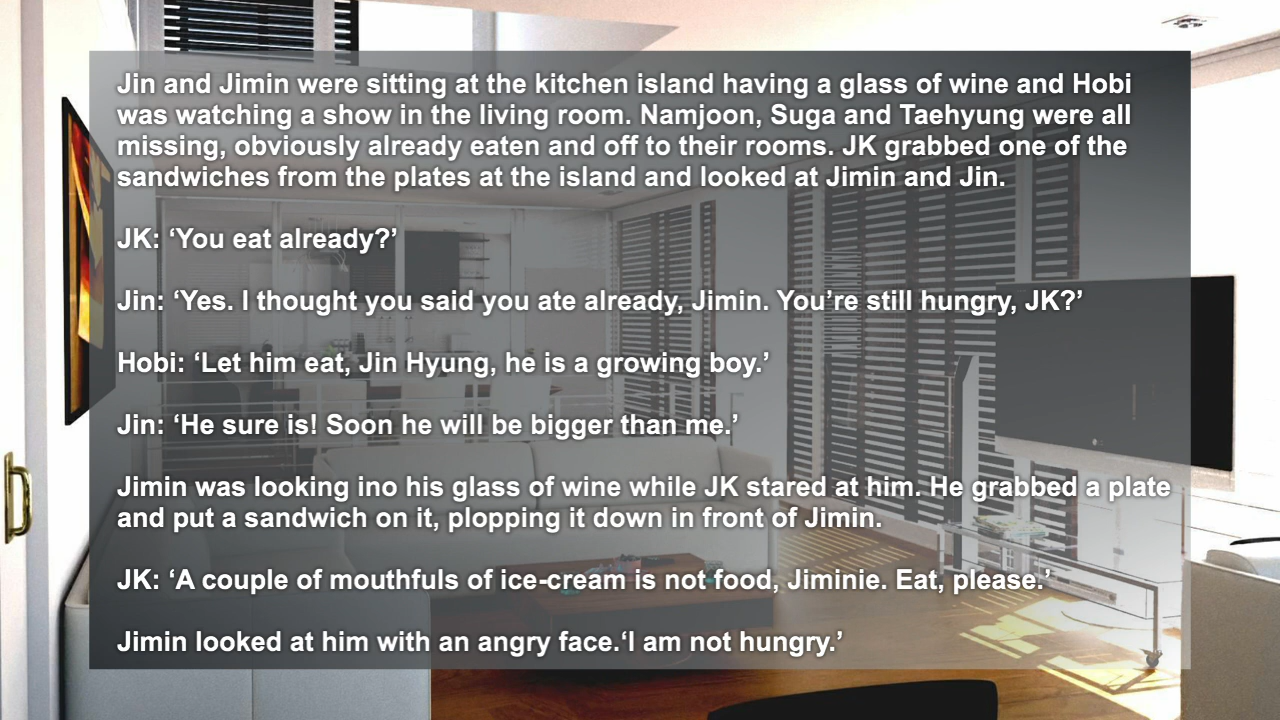 Jin and Jimin were sitting at the kitchen island having a glass of wine and Hobi
was watching a show in the living room. Namjoon, Suga and Taehyung were all
missing, obviously already eaten and off to their rooms. JK grabbed one of the
sandwiches from the plates at the island and looked at Jimin and Jin.
JK: ‘You eat already?’
Jin: ‘Yes. I thought you said you ate already, Jimin. You’re still hungry, JK?’
Hobi: ‘Let him eat, Jin Hyung, he is a growing boy.’
Jin: ‘He sure is! Soon he will be bigger than me.’
Jimin was looking ino his glass of wine while JK stared at him. He grabbed a plate
and put a sandwich on it, plopping it down in front of Jimin.
JK: ‘A couple of mouthfuls of ice-cream is not food, Jiminie. Eat, please.’
Jimin looked at him with an angry face.‘I am not hungry.’